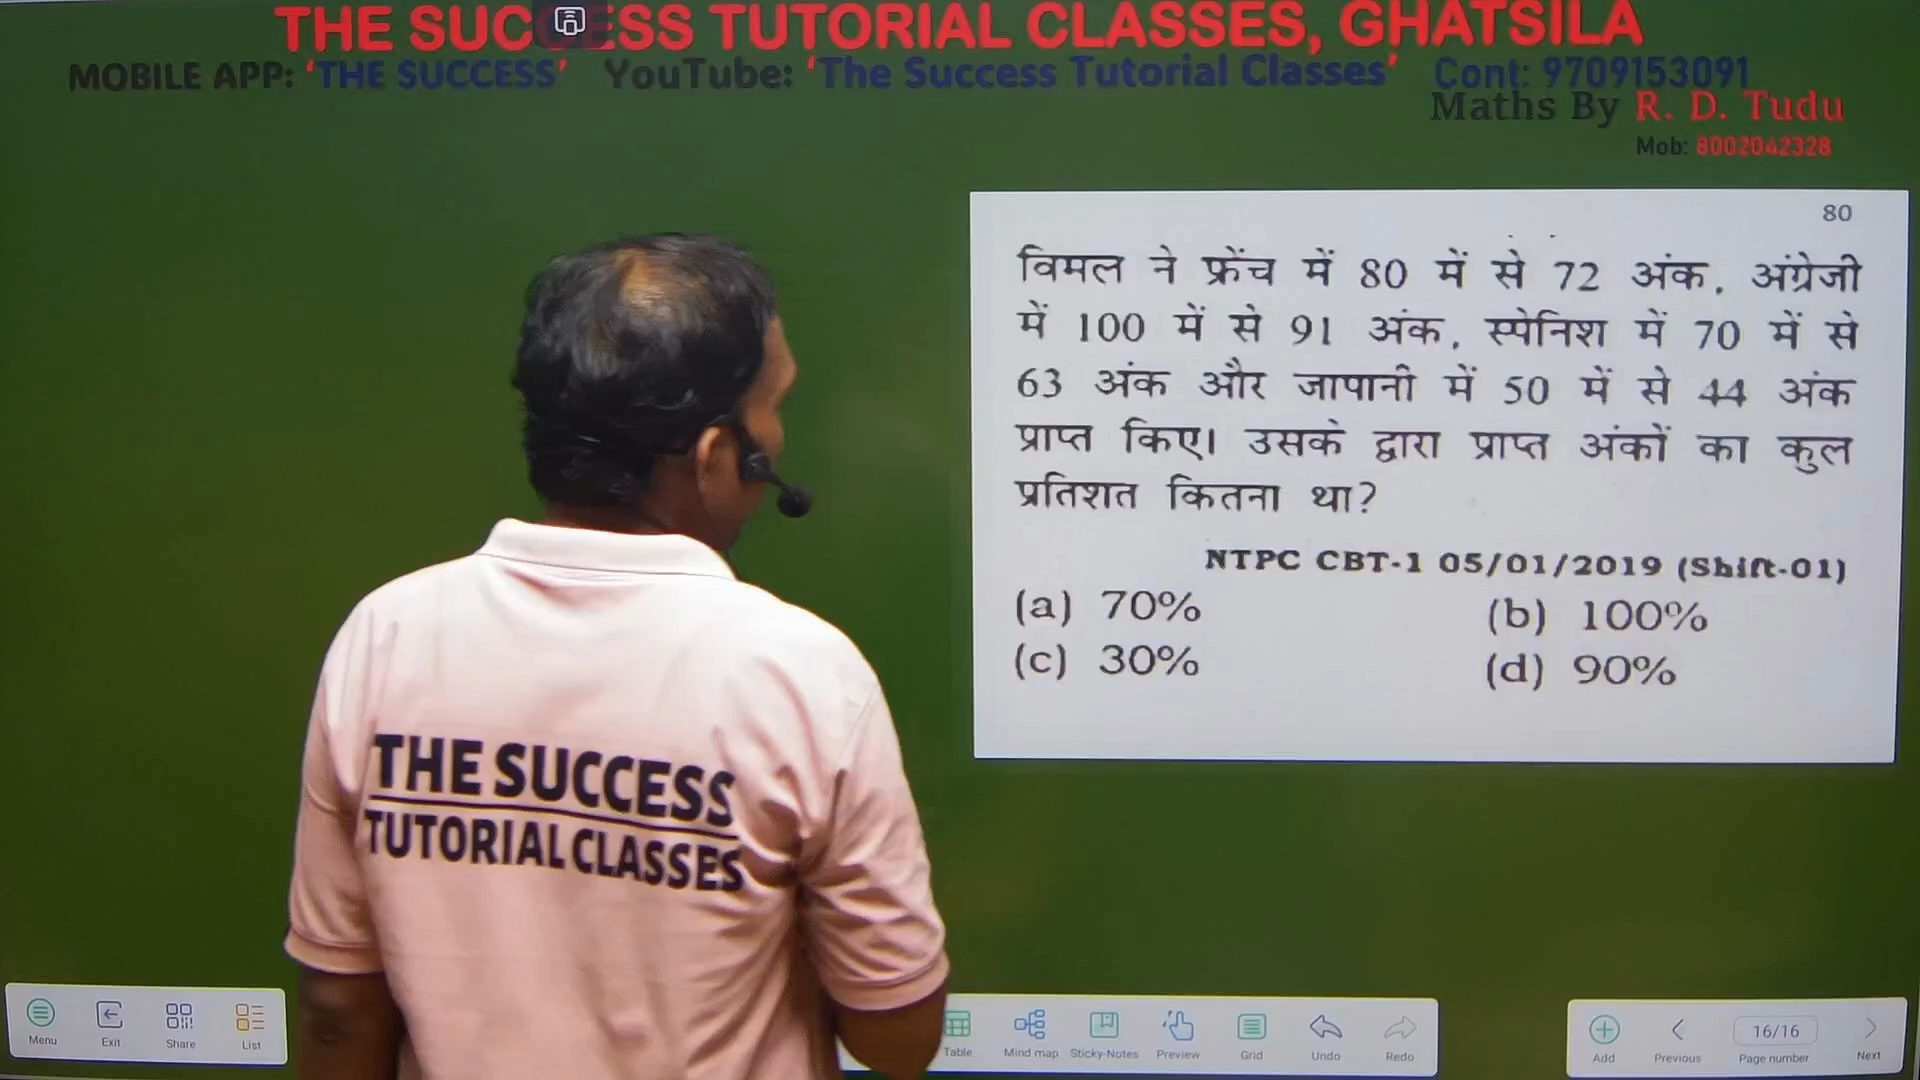 THE SUCCESS TUTORIAL CLASSES, GHATSILA
MOBILE APP: 'THE SUCCESS' YouTube: 'The Success Tutorial Classes' Cont: 9709153091
Maths By R. D. Tudu
Mob: 8002042328
80
विमल ने फ्रेंच में 80 में से 72 अंक, अंग्रेजी
में 100 में से 91 अंक, स्पेनिश में 70 में से
63 अंक और जापानी में 50 में से 44 अंक
प्राप्त किए। उसके द्वारा प्राप्त अंकों का कुल
प्रतिशत कितना था?
NTPC CBT-1 05/01/2019 (Shift-01)
(a) 70% (b) 100%
(c) 30% (d) 90%
THE SUCCESS
TUTORIAL CLASSES
Menu Exit Share List Table Mind map Sticky-Notes Preview Grid Undo Redo Add Previous 16/16 Page number Next